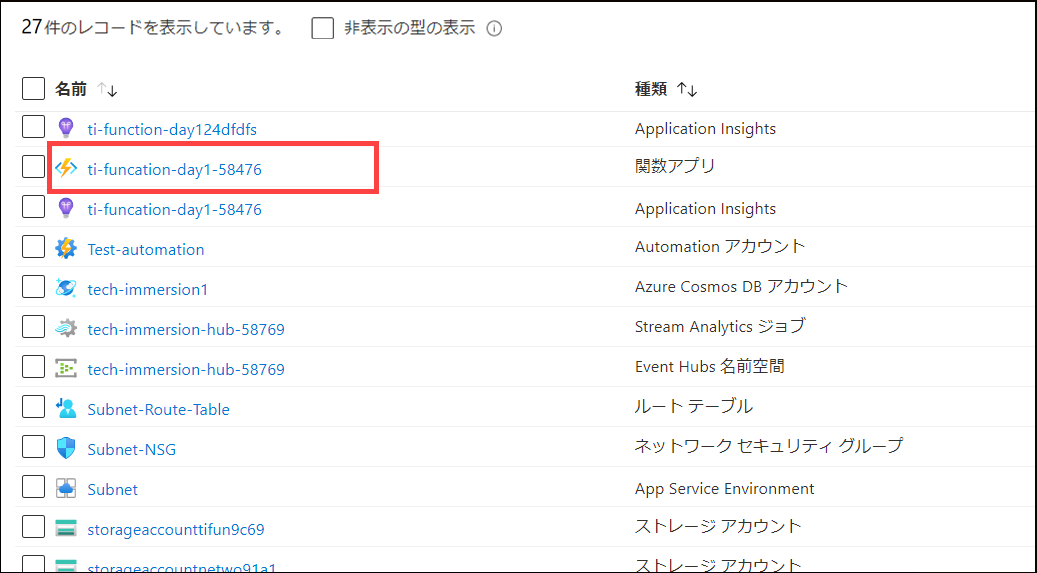 27件のレコードを表示しています。 非表示の型の表示
名前 ↑↓ 種類 ↑↓
ti-function-day124dfdfs Application Insights
ti-funcation-day1-58476 関数アプリ
ti-funcation-day1-58476 Application Insights
Test-automation Automation アカウント
tech-immersion1 Azure Cosmos DB アカウント
tech-immersion-hub-58769 Stream Analytics ジョブ
tech-immersion-hub-58769 Event Hubs 名前空間
Subnet-Route-Table ルート テーブル
Subnet-NSG ネットワーク セキュリティ グループ
Subnet App Service Environment
storageaccounttifun9c69 ストレージ アカウント
storageaccountnetwo91a1 ストレージ アカウント